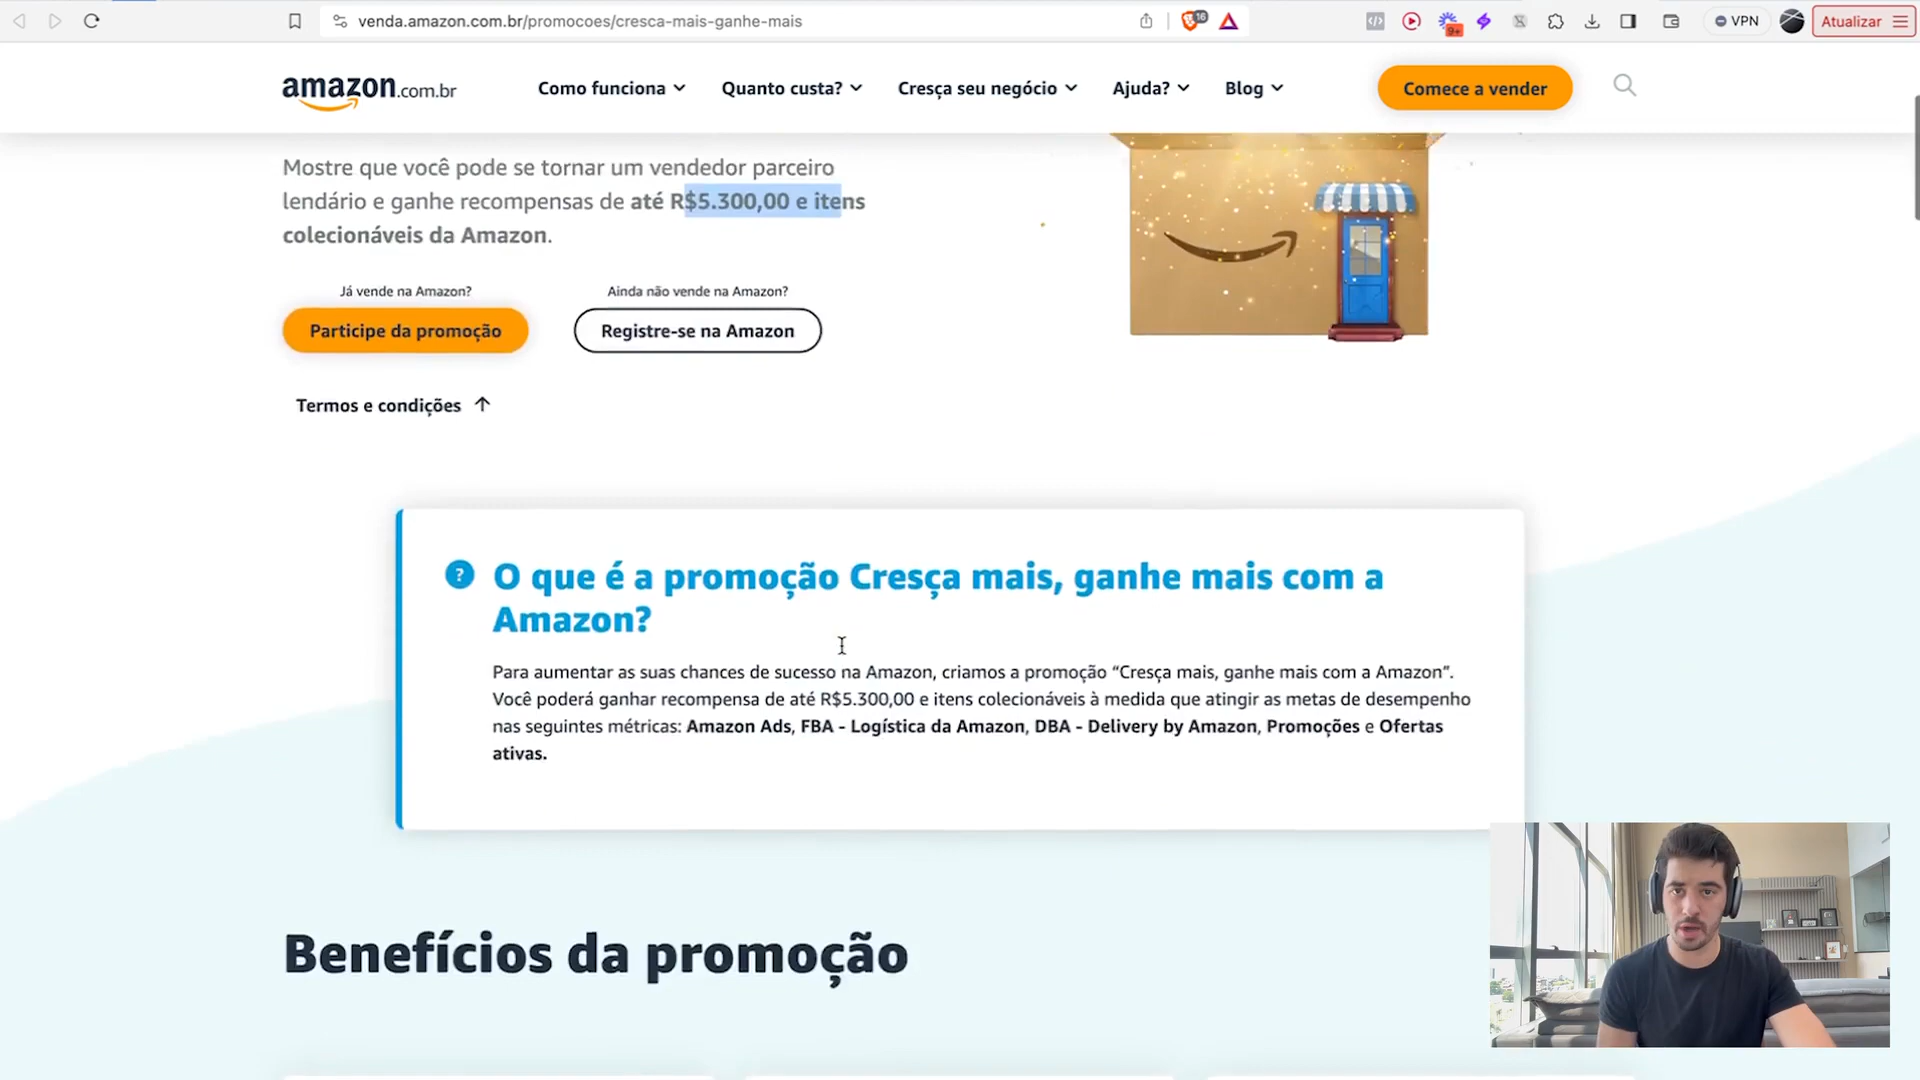 venda.amazon.com.br/promocoes/cresca-mais-ganhe-mais
16
9+
VPN
Atualizar
amazon.com.br
Como funciona
Quanto custa?
Cresça seu negócio
Ajuda?
Blog
Comece a vender
Mostre que você pode se tornar um vendedor parceiro
lendário e ganhe recompensas de até R$5.300,00 e itens
colecionáveis da Amazon.
Já vende na Amazon?
Ainda não vende na Amazon?
Participe da promoção
Registre-se na Amazon
Termos e condições
? O que é a promoção Cresça mais, ganhe mais com a
Amazon?
Para aumentar as suas chances de sucesso na Amazon, criamos a promoção “Cresça mais, ganhe mais com a Amazon”.
Você poderá ganhar recompensa de até R$5.300,00 e itens colecionáveis à medida que atingir as metas de desempenho
nas seguintes métricas: Amazon Ads, FBA - Logística da Amazon, DBA - Delivery by Amazon, Promoções e Ofertas
ativas.
Benefícios da promoção